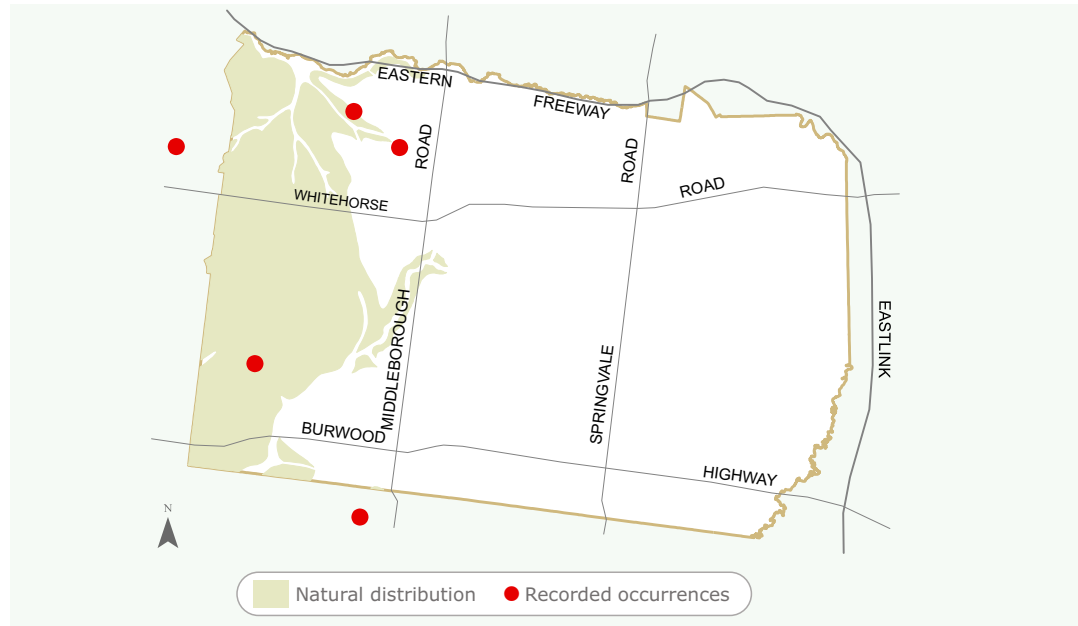 EASTERN
FREEWAY
ROAD
ROAD
ROAD
WHITEHORSE
MIDDLEBOROUGH
EASTLINK
SPRINGVALE
BURWOOD
HIGHWAY
N
Natural distribution
Recorded occurrences